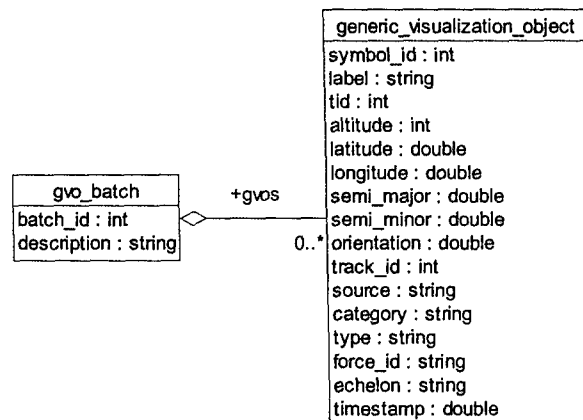 generic_visualization_object
symbol_id : int
label : string
tid : int
altitude : int
latitude : double
longitude : double
semi_major : double
semi_minor : double
orientation : double
track_id : int
source : string
category : string
type : string
force_id : string
echelon : string
timestamp : double
gvo_batch
batch_id : int
description : string
+gvos
0..*